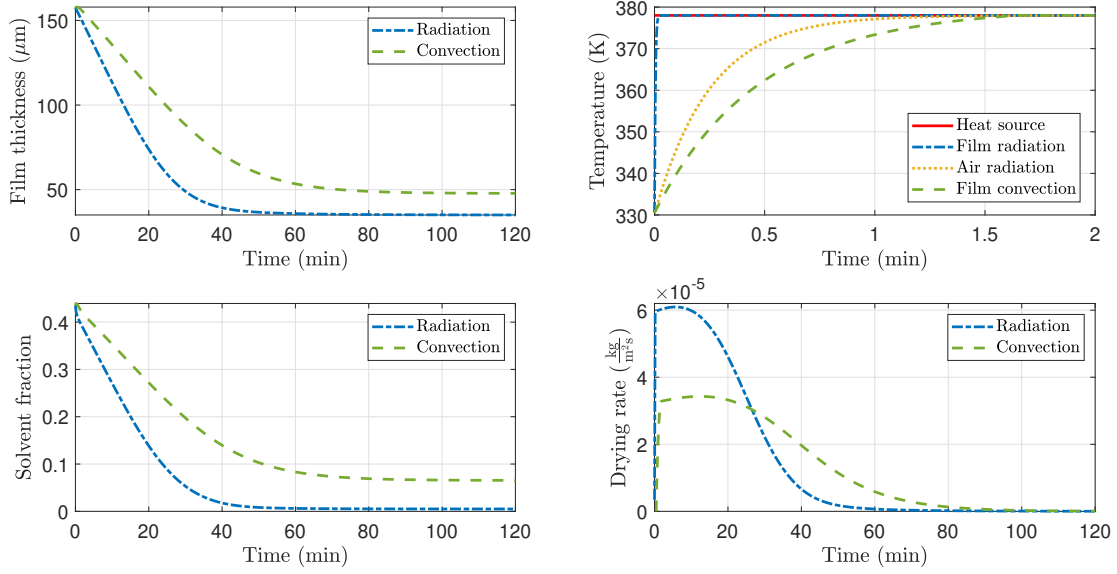 Film thickness (μm)
150
100
50
0
20
40
60
80
100
120
Time (min)
Radiation
Convection
Temperature (K)
380
370
360
350
340
330
0
0.5
1
1.5
2
Time (min)
Heat source
Film radiation
Air radiation
Film convection
Solvent fraction
0.4
0.3
0.2
0.1
0
0
20
40
60
80
100
120
Time (min)
Radiation
Convection
Drying rate (kg/m²s)
×10⁻⁵
6
4
2
0
0
20
40
60
80
100
120
Time (min)
Radiation
Convection